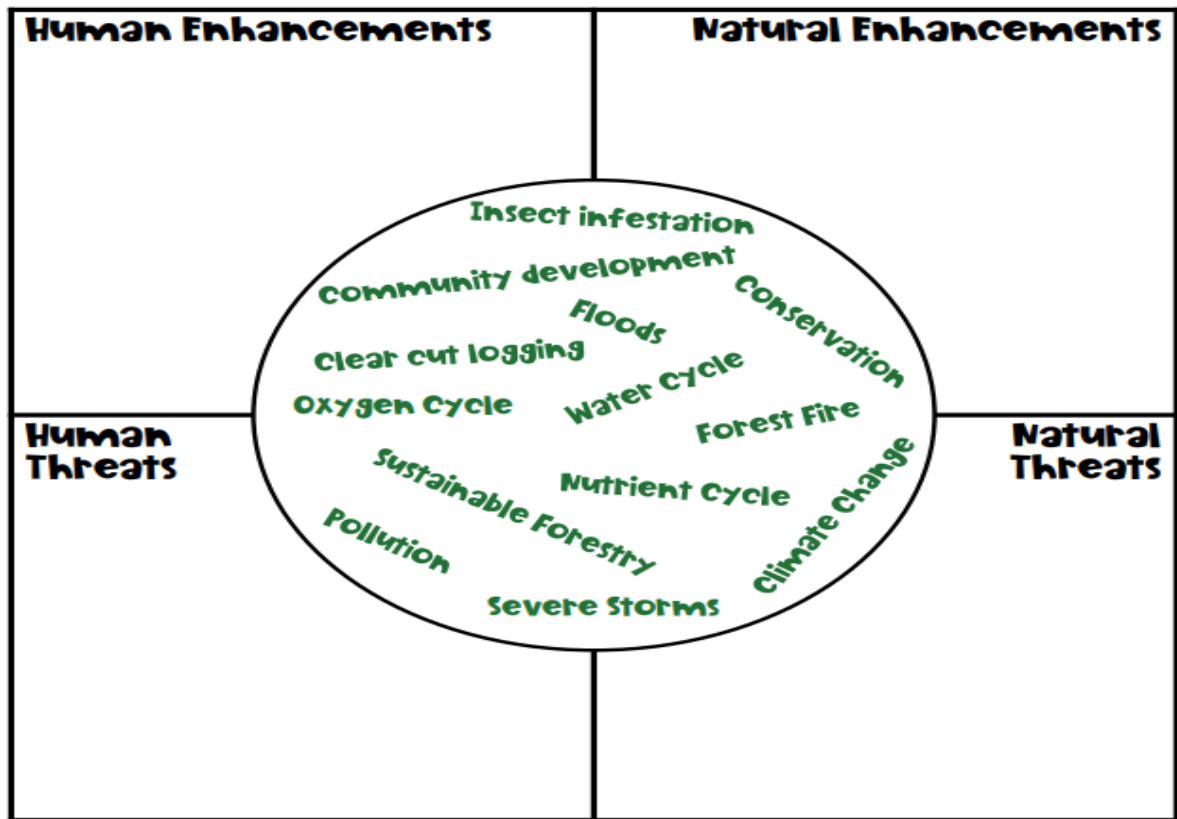 Human Enhancements
Natural Enhancements
Insect infestation
Community development
Conservation
Floods
Clear cut logging
Water Cycle
Oxygen Cycle
Forest Fire
Human
Threats
Natural
Threats
Sustainable Forestry
Nutrient Cycle
Climate Change
Pollution
Severe Storms